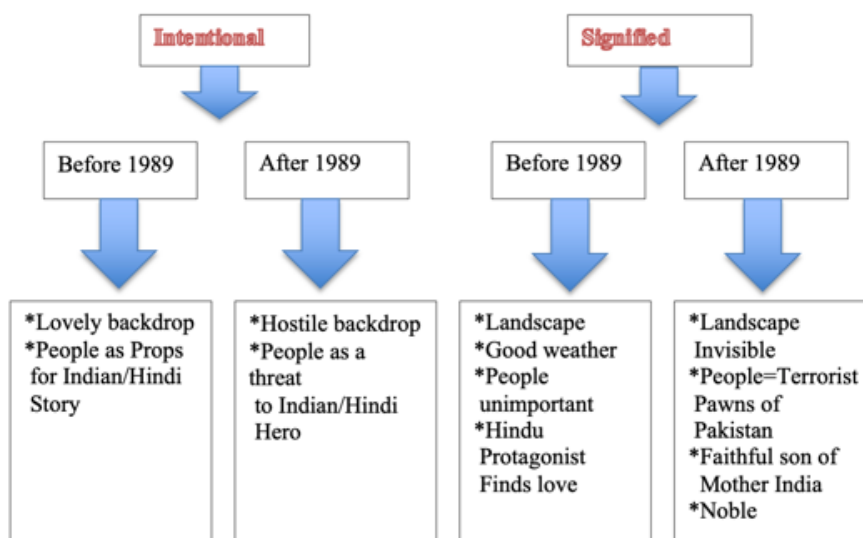 Intentional
Signified
Before 1989
After 1989
Before 1989
After 1989
*Lovely backdrop
*People as Props
for Indian/Hindi
Story
*Hostile backdrop
*People as a
threat
to Indian/Hindi
Hero
*Landscape
*Good weather
*People
unimportant
*Hindu
Protagonist
Finds love
*Landscape
Invisible
*People=Terrorist
Pawns of
Pakistan
*Faithful son of
Mother India
*Noble